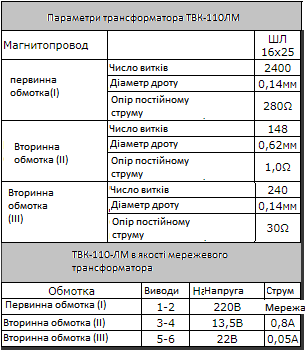 Параметри трансформатора ТВК-110ЛМ
Магнитопровод ШЛ
16x25
первинна
обмотка(I)
Число витків 2400
Діаметр дроту 0,14мм
Опір постійному
струму 280Ω
Вторинна
обмотка (II)
Число витків 148
Діаметр дроту 0,62мм
Опір постійному
струму 1,0Ω
Вторинна
обмотка
(III)
Число витків 240
Діаметр дроту 0,14мм
Опір постійному
струму 30Ω
ТВК-110-ЛМ в якості мережевого
трансформатора
Обмотка Виводи Напруга Струм
Первинна обмотка (I) 1-2 220В Мережа
Вторинна обмотка (II) 3-4 13,5В 0,8А
Вторинна обмотка (III) 5-6 22В 0,05А